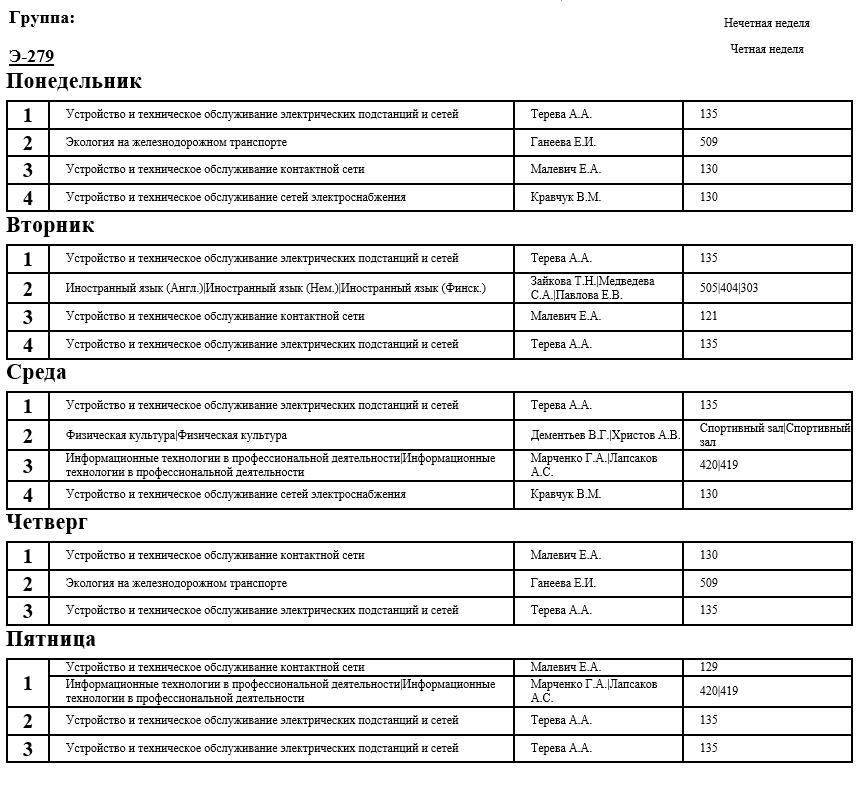 Группа:
Нечетная неделя
Четная неделя
Э-279
Понедельник
1 Устройство и техническое обслуживание электрических подстанций и сетей Терева А.А. 135
2 Экология на железнодорожном транспорте Ганеева Е.И. 509
3 Устройство и техническое обслуживание контактной сети Малевич Е.А. 130
4 Устройство и техническое обслуживание сетей электроснабжения Кравчук В.М. 130
Вторник
1 Устройство и техническое обслуживание электрических подстанций и сетей Терева А.А. 135
2 Иностранный язык (Англ.)|Иностранный язык (Нем.)|Иностранный язык (Финск.) Зайкова Т.Н.|Медведева
С.А.|Павлова Е.В. 505|404|303
3 Устройство и техническое обслуживание контактной сети Малевич Е.А. 121
4 Устройство и техническое обслуживание электрических подстанций и сетей Терева А.А. 135
Среда
1 Устройство и техническое обслуживание электрических подстанций и сетей Терева А.А. 135
2 Физическая культура|Физическая культура Дементьев В.Г.|Христов А.В. Спортивный зал|Спортивный
зал
3 Информационные технологии в профессиональной деятельности|Информационные
технологии в профессиональной деятельности Марченко Г.А.|Лапсаков
А.С. 420|419
4 Устройство и техническое обслуживание сетей электроснабжения Кравчук В.М. 130
Четверг
1 Устройство и техническое обслуживание контактной сети Малевич Е.А. 130
2 Экология на железнодорожном транспорте Ганеева Е.И. 509
3 Устройство и техническое обслуживание электрических подстанций и сетей Терева А.А. 135
Пятница
1 Устройство и техническое обслуживание контактной сети Малевич Е.А. 129
Информационные технологии в профессиональной деятельности|Информационные
технологии в профессиональной деятельности Марченко Г.А.|Лапсаков
А.С. 420|419
2 Устройство и техническое обслуживание электрических подстанций и сетей Терева А.А. 135
3 Устройство и техническое обслуживание электрических подстанций и сетей Терева А.А. 135